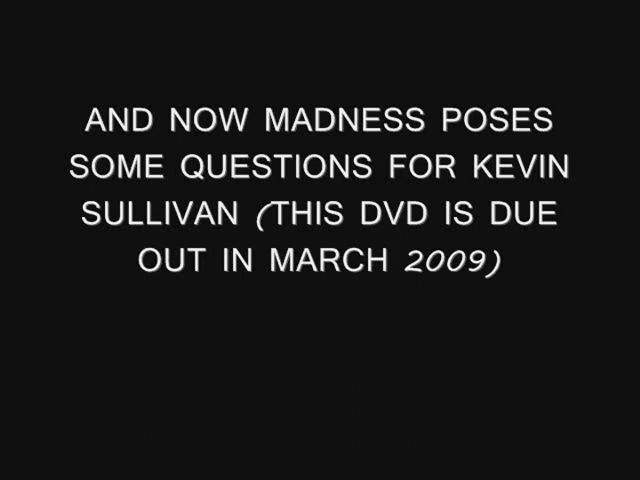 AND NOW MADNESS POSES
SOME QUESTIONS FOR KEVIN
SULLIVAN (THIS DVD IS DUE
OUT IN MARCH 2009)